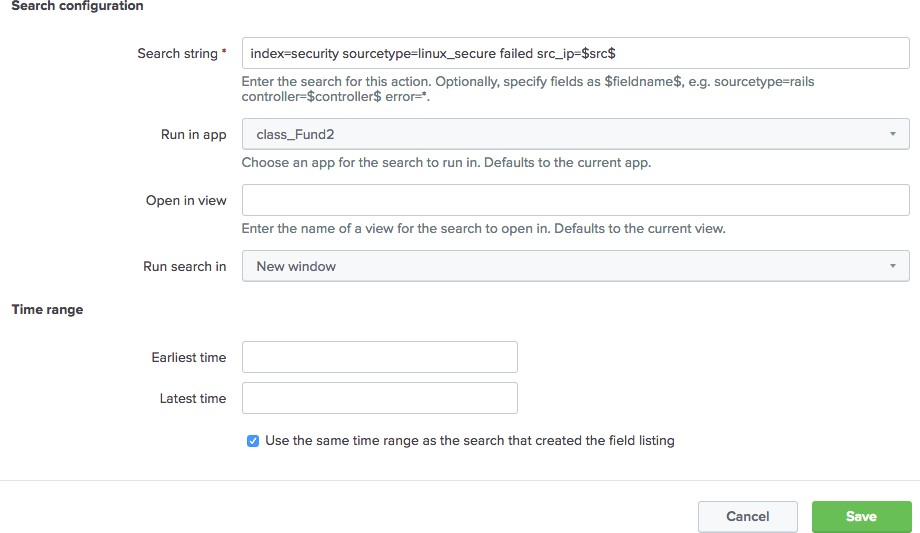 Search configuration
Search string *
index=security sourcetype=linux_secure failed src_ip=$src$
Enter the search for this action. Optionally, specify fields as $fieldname$, e.g. sourcetype=rails
controller=$controller$ error=*.
Run in app
class_Fund2
Choose an app for the search to run in. Defaults to the current app.
Open in view
Enter the name of a view for the search to open in. Defaults to the current view.
Run search in
New window
Time range
Earliest time
Latest time
Use the same time range as the search that created the field listing
Cancel
Save